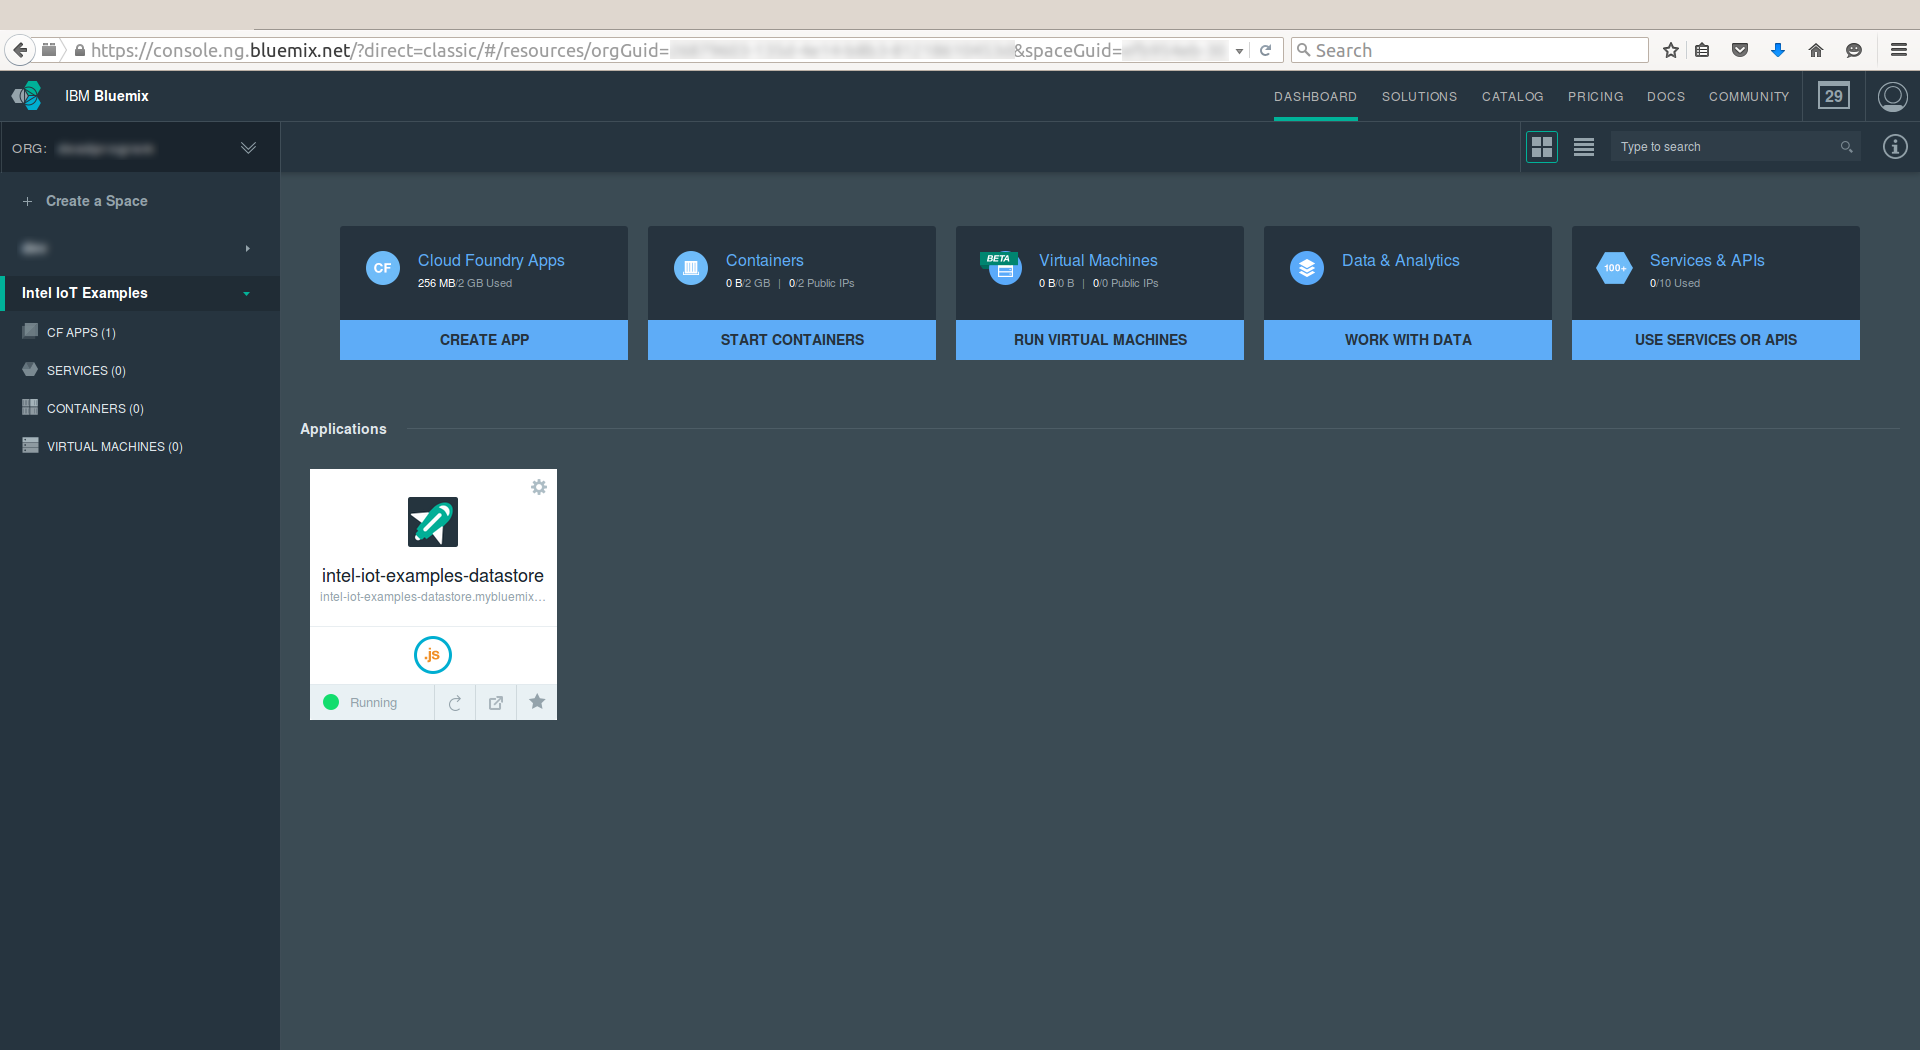 https://console.ng.bluemix.net/?direct=classic/#/resources/orgGuid= &spaceGuid=
Search
IBM Bluemix
DASHBOARD
SOLUTIONS
CATALOG
PRICING
DOCS
COMMUNITY
29
ORG:
Type to search
+ Create a Space
Intel IoT Examples
CF APPS (1)
SERVICES (0)
CONTAINERS (0)
VIRTUAL MACHINES (0)
CF
Cloud Foundry Apps
256 MB/2 GB Used
CREATE APP
Containers
0 B/2 GB | 0/2 Public IPs
START CONTAINERS
BETA
Virtual Machines
0 B/0 B | 0/0 Public IPs
RUN VIRTUAL MACHINES
Data & Analytics
WORK WITH DATA
100+
Services & APIs
0/10 Used
USE SERVICES OR APIS
Applications
intel-iot-examples-datastore
intel-iot-examples-datastore.mybluemix...
.js
Running